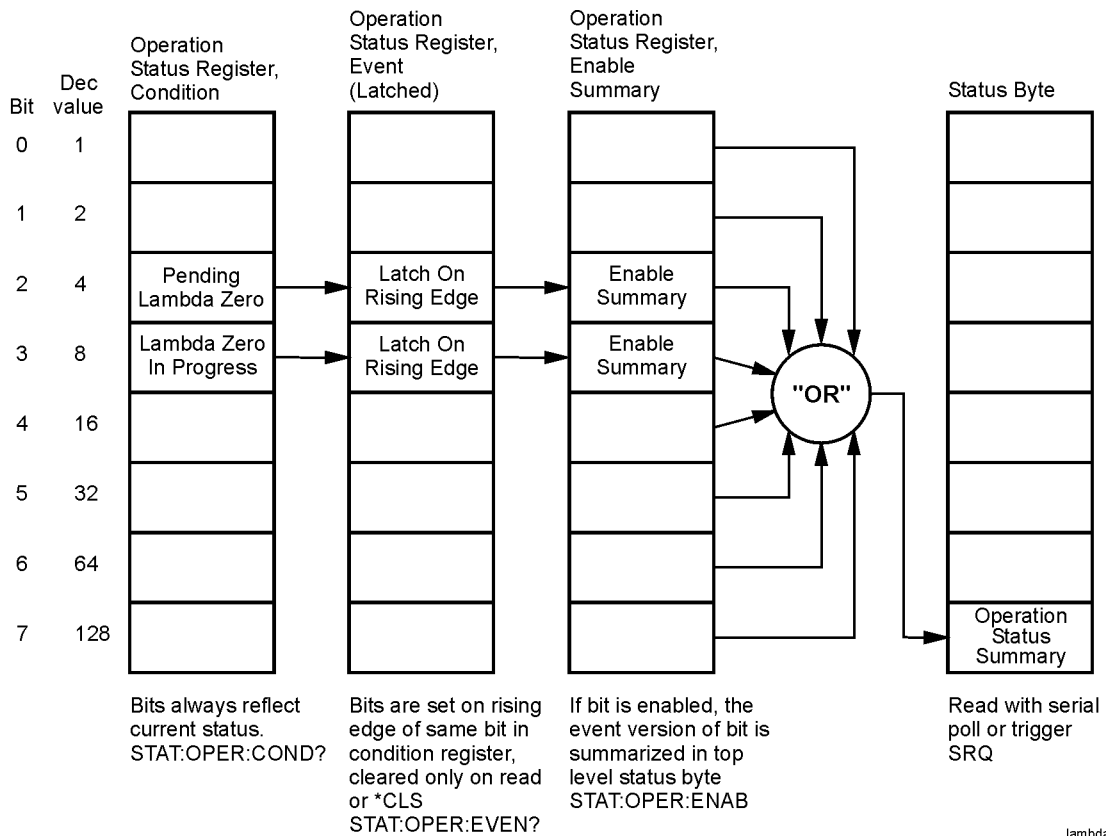 Bit
Dec
value
Operation
Status Register,
Condition
Operation
Status Register,
Event
(Latched)
Operation
Status Register,
Enable
Summary
Status Byte
0 1
1 2
2 4
Pending
Lambda Zero
Latch On
Rising Edge
Enable
Summary
3 8
Lambda Zero
In Progress
Latch On
Rising Edge
Enable
Summary
"OR"
4 16
5 32
6 64
7 128
Operation
Status
Summary
Bits always reflect
current status.
STAT:OPER:COND?
Bits are set on rising
edge of same bit in
condition register,
cleared only on read
or *CLS
STAT:OPER:EVEN?
If bit is enabled, the
event version of bit is
summarized in top
level status byte
STAT:OPER:ENAB
Read with serial
poll or trigger
SRQ
lambda